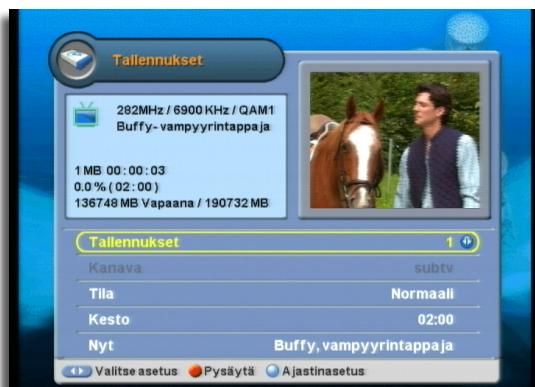 Tallennukset
282MHz / 6900 KHz / QAM1
Buffy-vampyyrintappaja
1 MB 00:00:03
0.0 % ( 02 : 00 )
136748 MB Vapaana / 190732 MB
Tallennukset 1
Kanava subtv
Tila Normaali
Kesto 02:00
Nyt Buffy, vampyyrintappaja
Valitse asetus Pysäytä Ajastinasetus